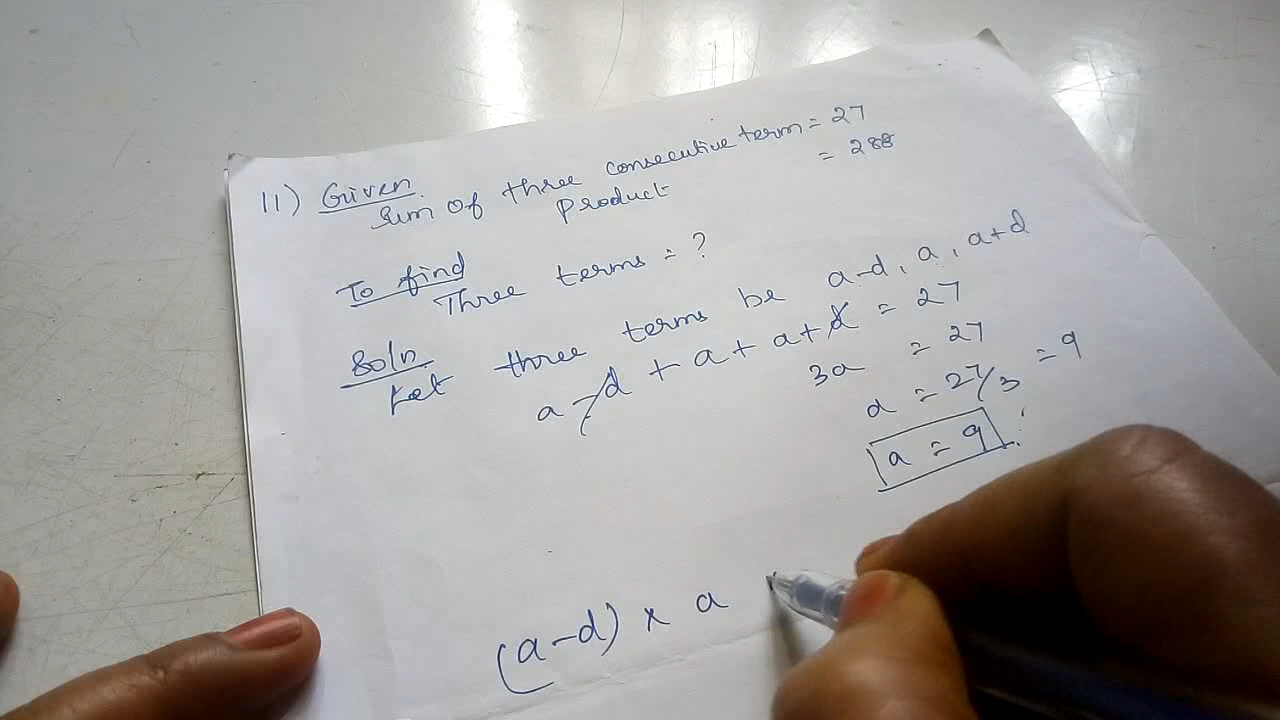 11) Given.
Sum of three consecutive term = 27
Product = 288
To find
Three terms = ?
Soln.
Let three terms be a-d, a, a+d
a-d + a + a+d = 27
3a = 27
a = 27/3 = 9
a = 9
(a-d) x a